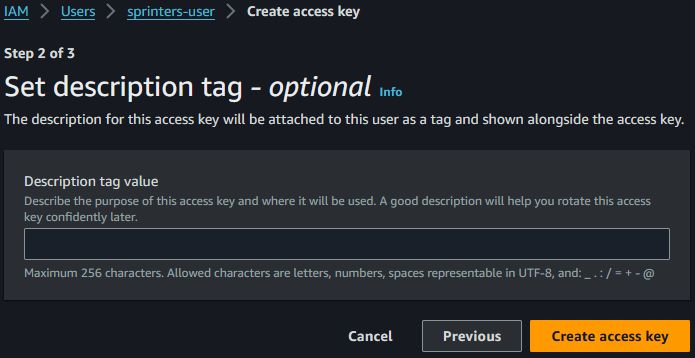 IAM > Users > sprinters-user > Create access key
Step 2 of 3
Set description tag - optional Info
The description for this access key will be attached to this user as a tag and shown alongside the access key.
Description tag value
Describe the purpose of this access key and where it will be used. A good description will help you rotate this access
key confidently later.
Maximum 256 characters. Allowed characters are letters, numbers, spaces representable in UTF-8, and: _ . : / = + - @
Cancel Previous Create access key